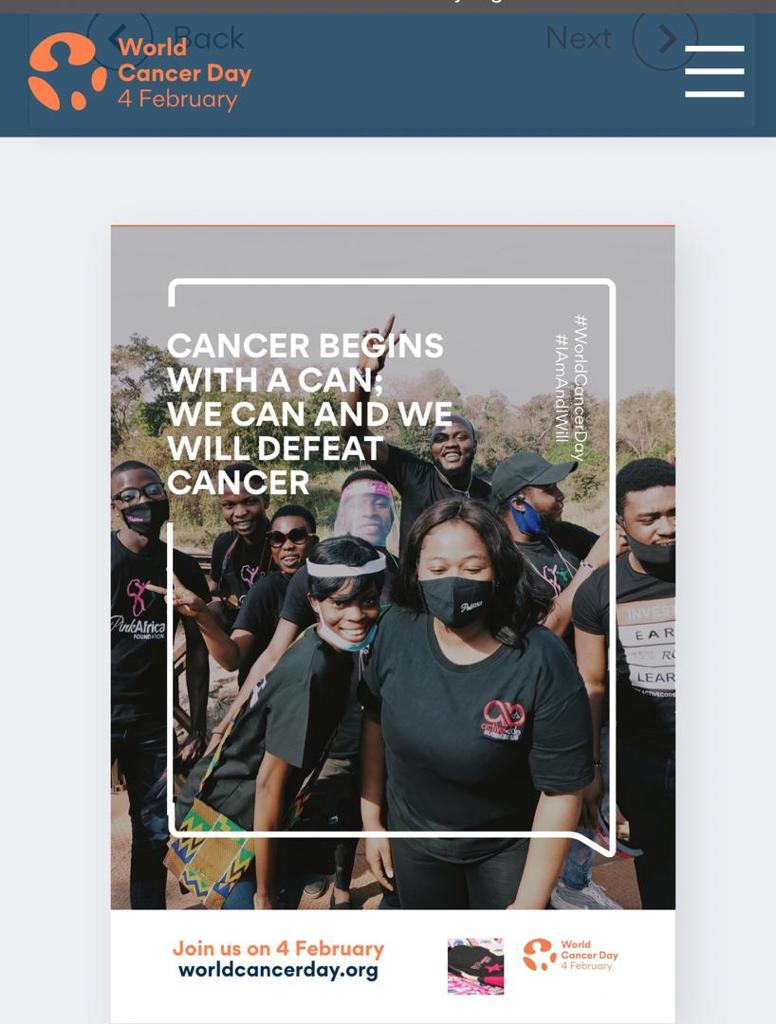 Back
Next
World
Cancer Day
4 February
CANCER BEGINS
WITH A CAN;
WE CAN AND WE
WILL DEFEAT
CANCER
#WorldCancerDay
#IAmAndIWill
PinkAfrica
FOUNDATION
INVEST
EAR
LEAR
Join us on 4 February
worldcancerday.org
World
Cancer Day
4 February